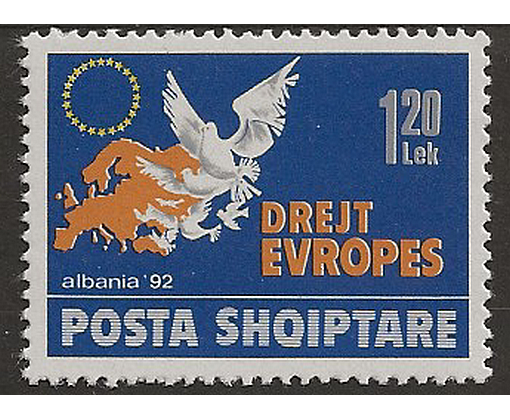 1.20
Lek
DREJT
EVROPES
albania '92
POSTA SHQIPTARE